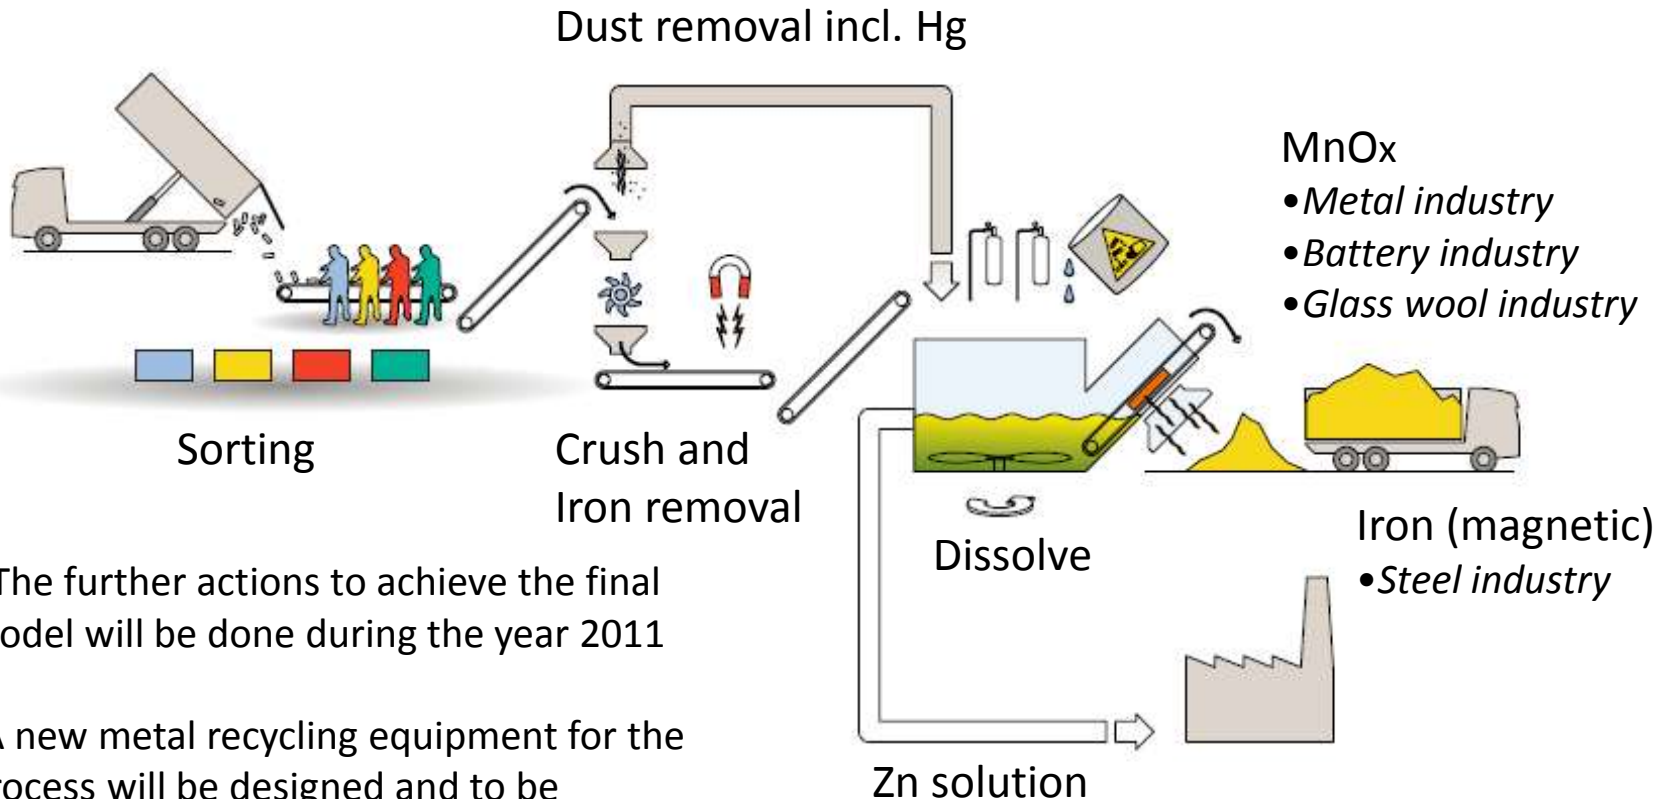 Dust removal incl. Hg
MnOx
•Metal industry
•Battery industry
•Glass wool industry
Sorting
Crush and
Iron removal
Dissolve
Iron (magnetic)
•Steel industry
The further actions to achieve the final
odel will be done during the year 2011
A new metal recycling equipment for the
rocess will be designed and to be
Zn solution